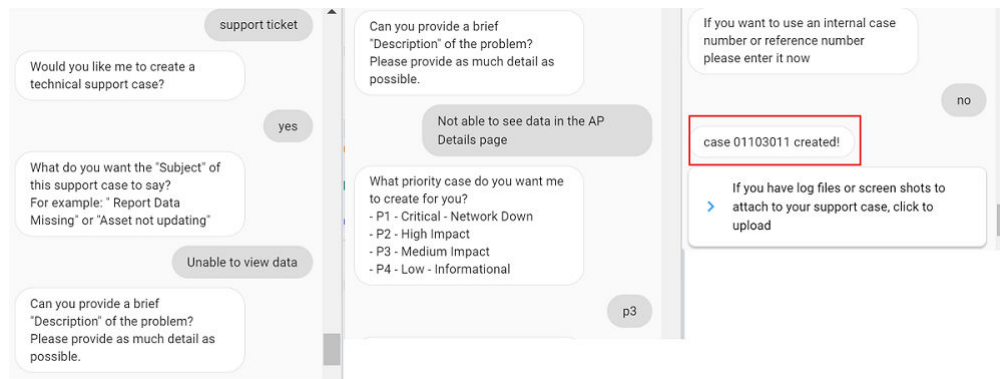 support ticket
Would you like me to create a
technical support case?
yes
What do you want the "Subject" of
this support case to say?
For example: " Report Data
Missing" or "Asset not updating"
Unable to view data
Can you provide a brief
"Description" of the problem?
Please provide as much detail as
possible.
Can you provide a brief
"Description" of the problem?
Please provide as much detail as
possible.
Not able to see data in the AP
Details page
What priority case do you want me
to create for you?
- P1 - Critical - Network Down
- P2 - High Impact
- P3 - Medium Impact
- P4 - Low - Informational
p3
If you want to use an internal case
number or reference number
please enter it now
no
case 01103011 created!
If you have log files or screen shots to
attach to your support case, click to
upload